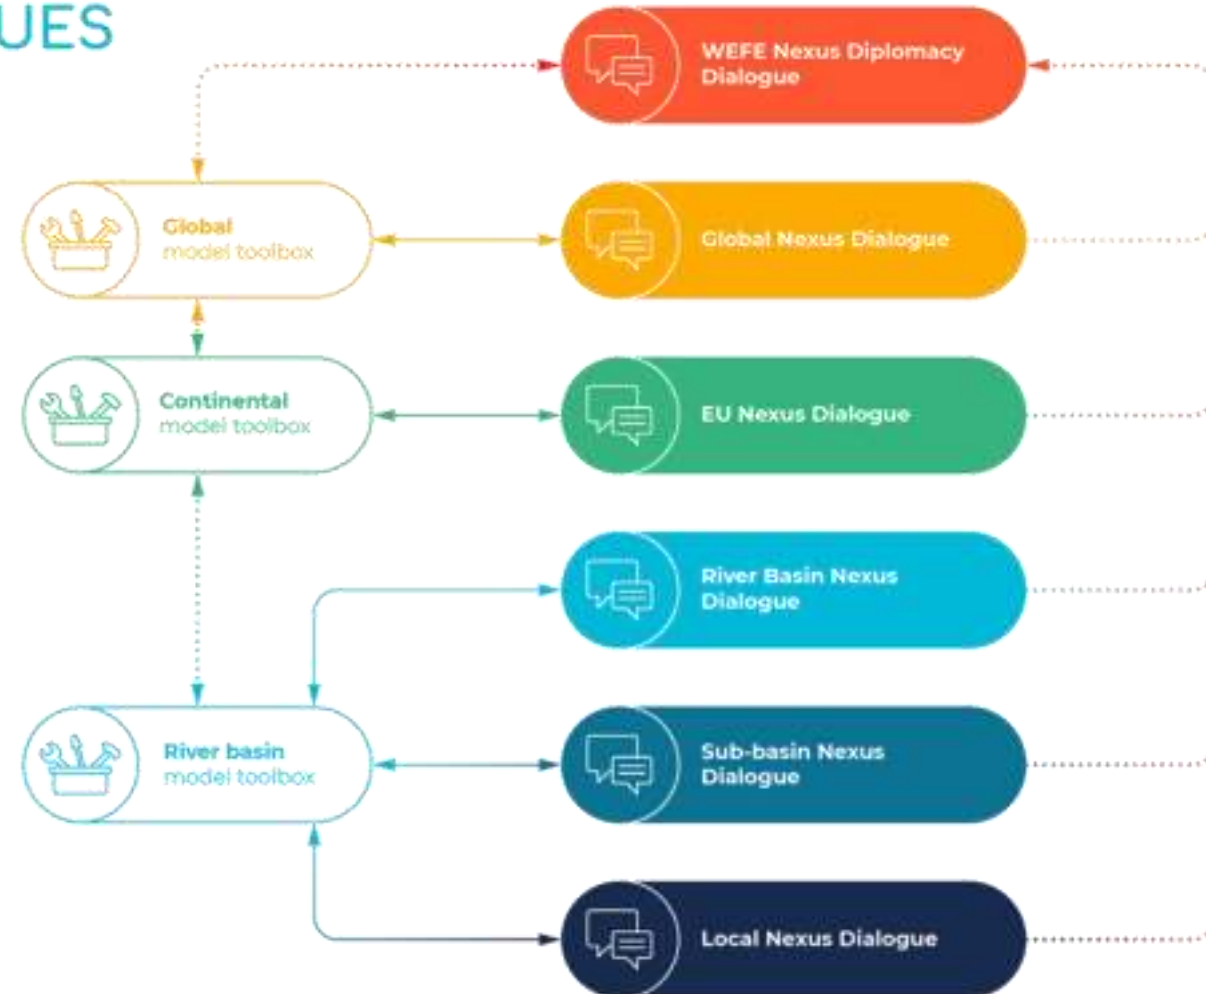 UES
WEFE Nexus Diplomacy
Dialogue
Global
model toolbox
Global Nexus Dialogue
Continental
model toolbox
EU Nexus Dialogue
River Basin Nexus
Dialogue
River basin
model toolbox
Sub-basin Nexus
Dialogue
Local Nexus Dialogue